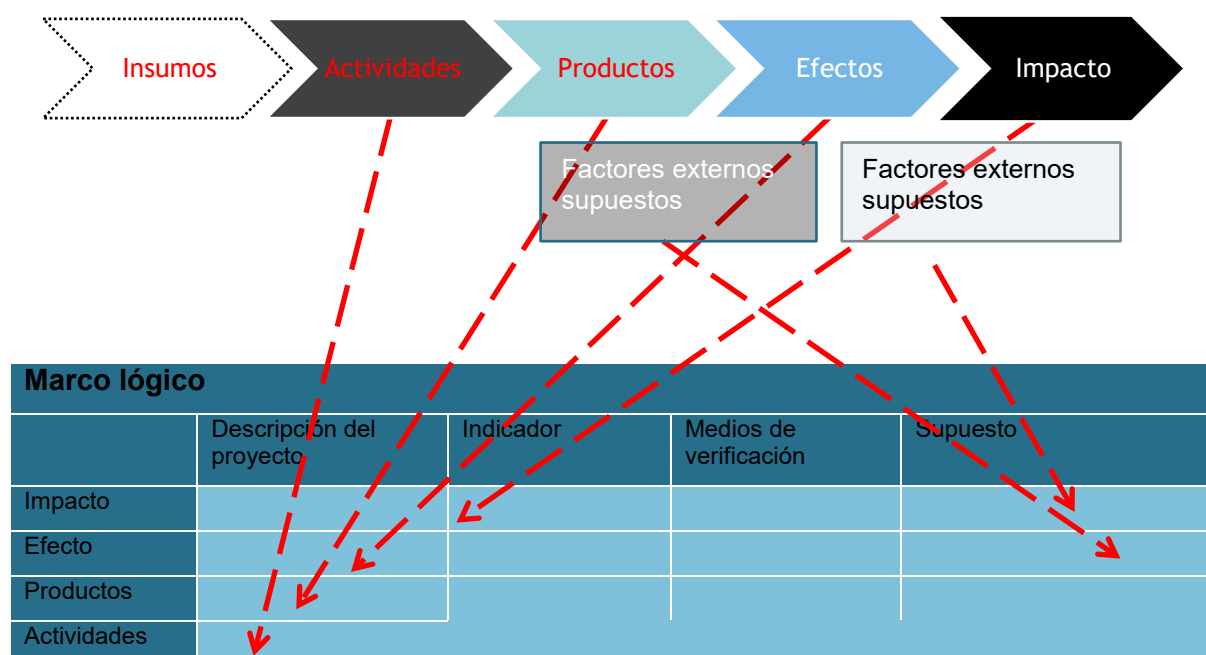 Insumos
Actividades
Productos
Efectos
Impacto
Factores externos
supuestos
Factores externos
supuestos
Marco lógico
Descripción del
proyecto
Indicador
Medios de
verificación
Supuesto
Impacto
Efecto
Productos
Actividades